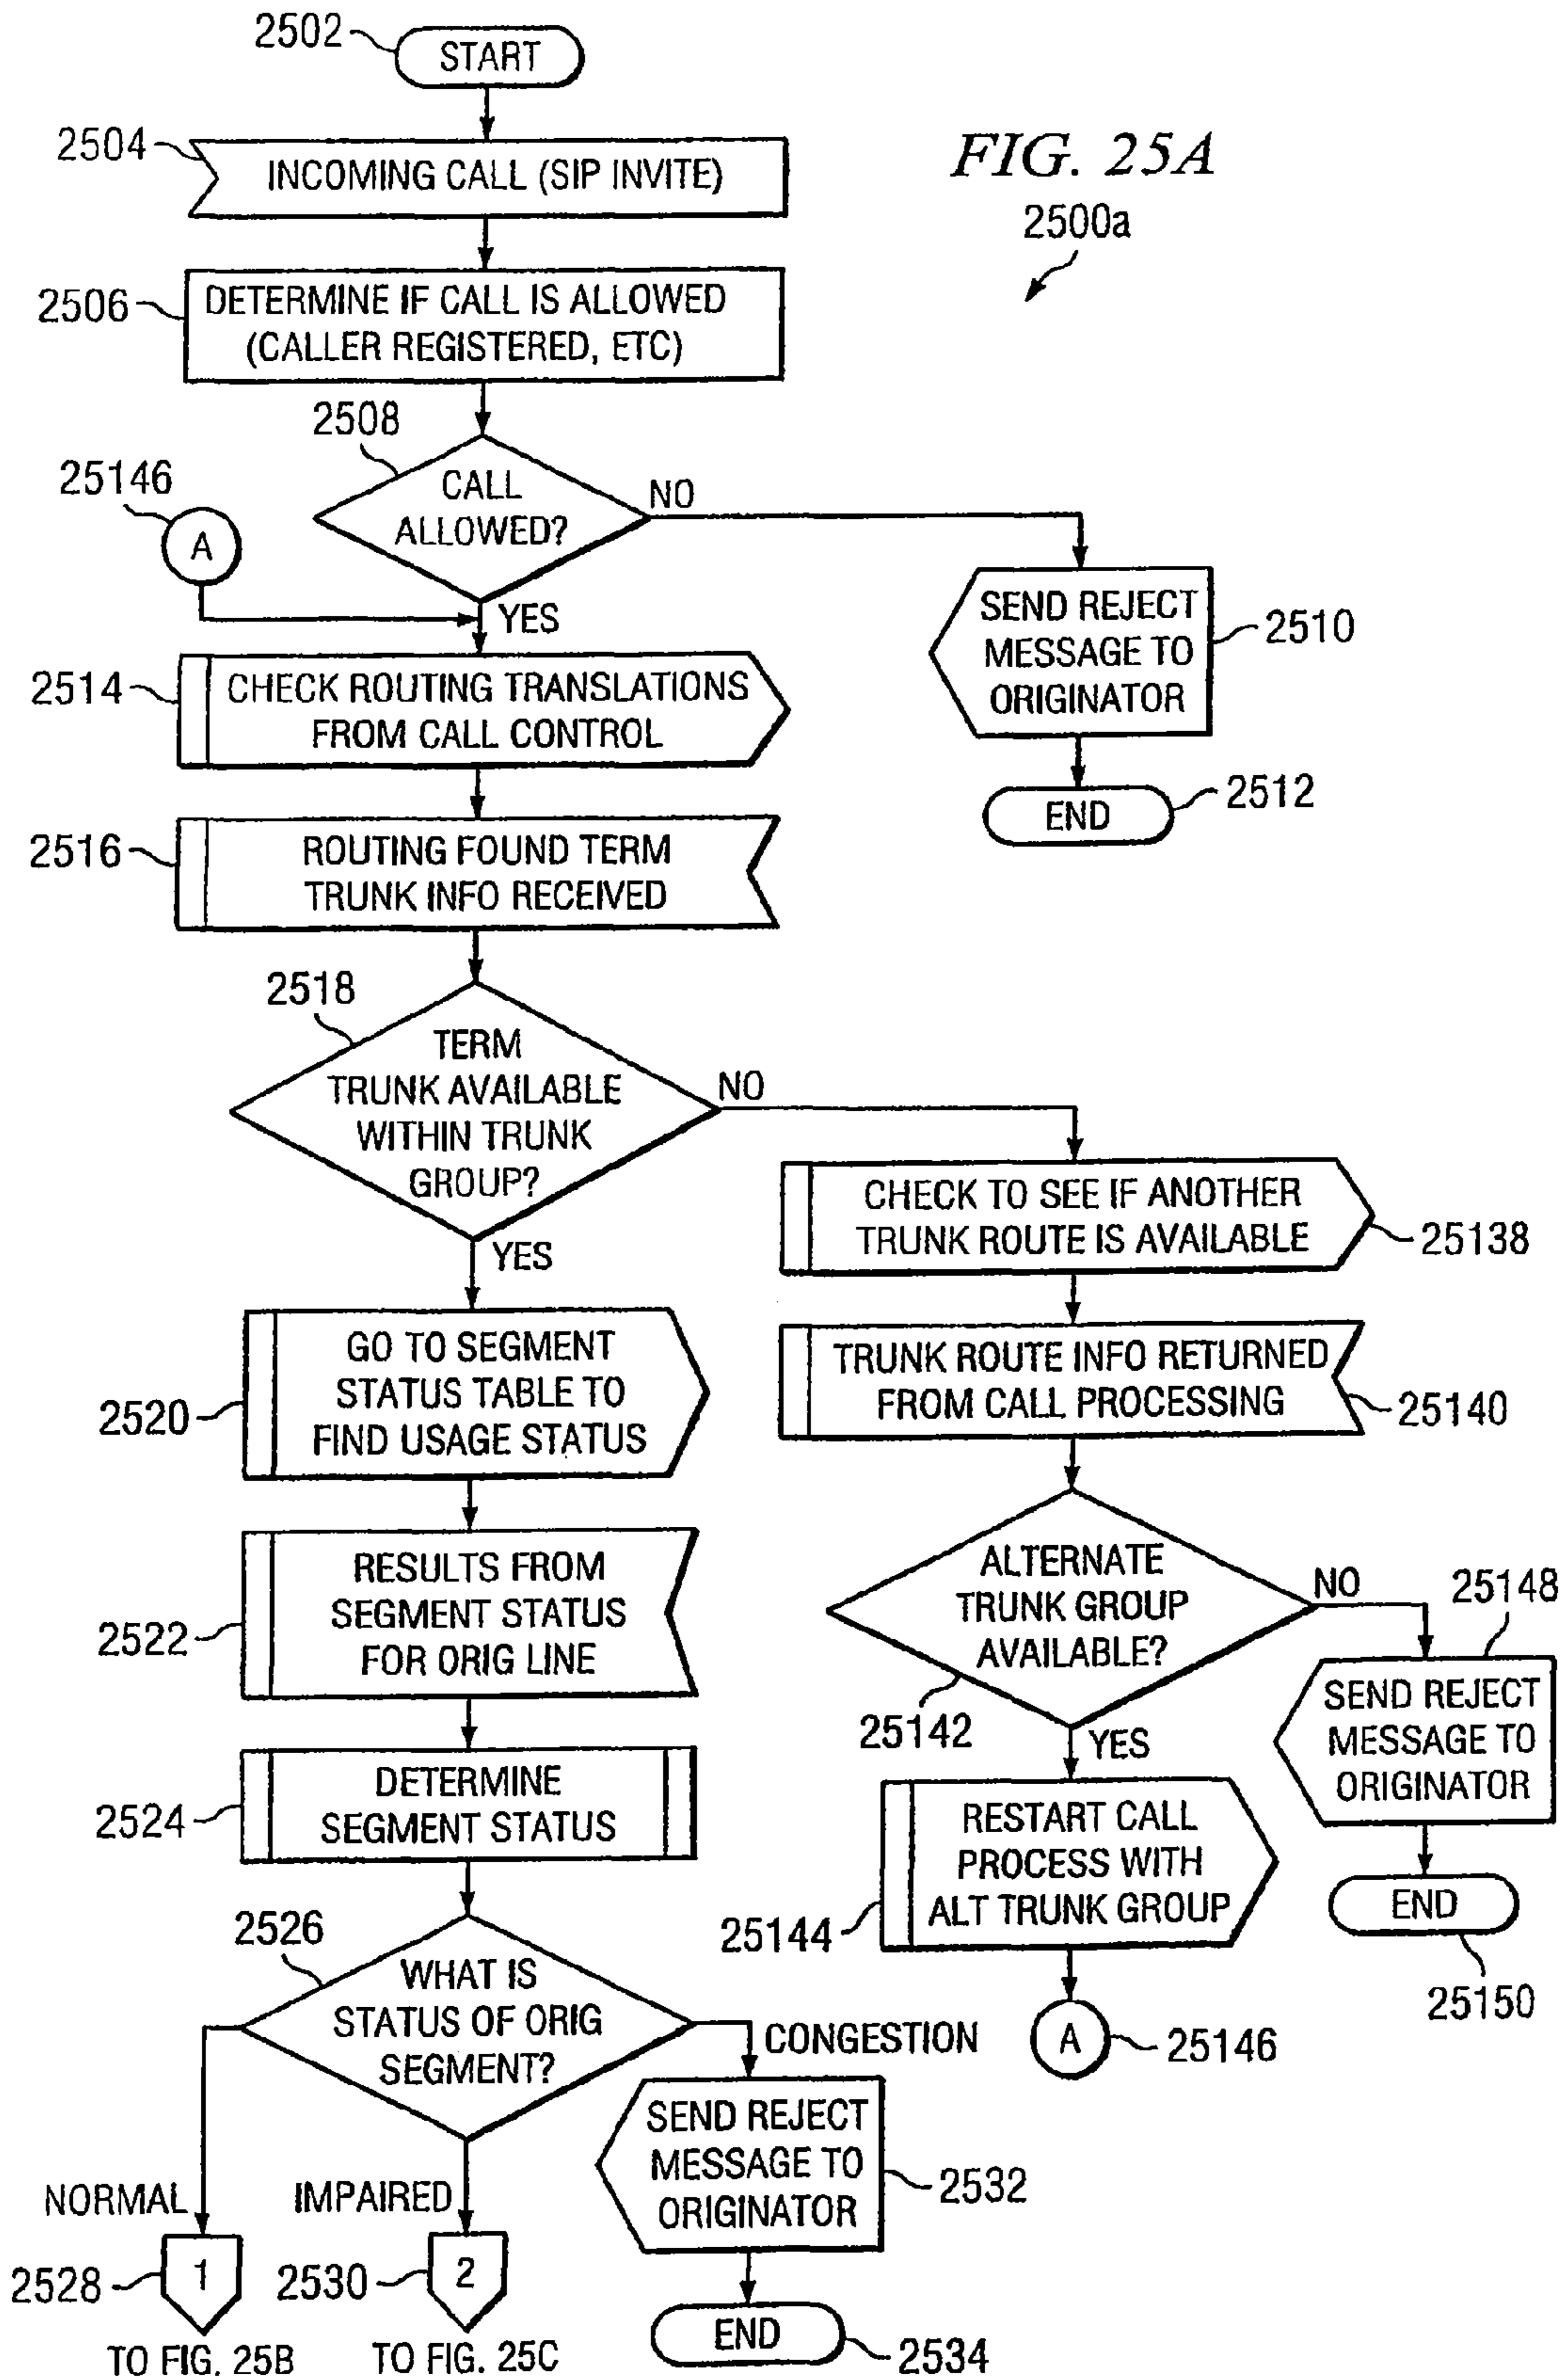 2502
START
FIG. 25A
2500a
2504
INCOMING CALL (SIP INVITE)
2506
DETERMINE IF CALL IS ALLOWED
(CALLER REGISTERED, ETC)
2508
CALL
ALLOWED?
NO
YES
25146
A
SEND REJECT
MESSAGE TO
ORIGINATOR
2510
END
2512
2514
CHECK ROUTING TRANSLATIONS
FROM CALL CONTROL
2516
ROUTING FOUND TERM
TRUNK INFO RECEIVED
2518
TERM
TRUNK AVAILABLE
WITHIN TRUNK
GROUP?
NO
YES
CHECK TO SEE IF ANOTHER
TRUNK ROUTE IS AVAILABLE
25138
TRUNK ROUTE INFO RETURNED
FROM CALL PROCESSING
25140
2520
GO TO SEGMENT
STATUS TABLE TO
FIND USAGE STATUS
2522
RESULTS FROM
SEGMENT STATUS
FOR ORIG LINE
2524
DETERMINE
SEGMENT STATUS
ALTERNATE
TRUNK GROUP
AVAILABLE?
25142
NO
YES
25148
SEND REJECT
MESSAGE TO
ORIGINATOR
END
25150
RESTART CALL
PROCESS WITH
ALT TRUNK GROUP
25144
A
25146
2526
WHAT IS
STATUS OF ORIG
SEGMENT?
CONGESTION
NORMAL
IMPAIRED
SEND REJECT
MESSAGE TO
ORIGINATOR
2532
2528
1
TO FIG. 25B
2530
2
TO FIG. 25C
END
2534